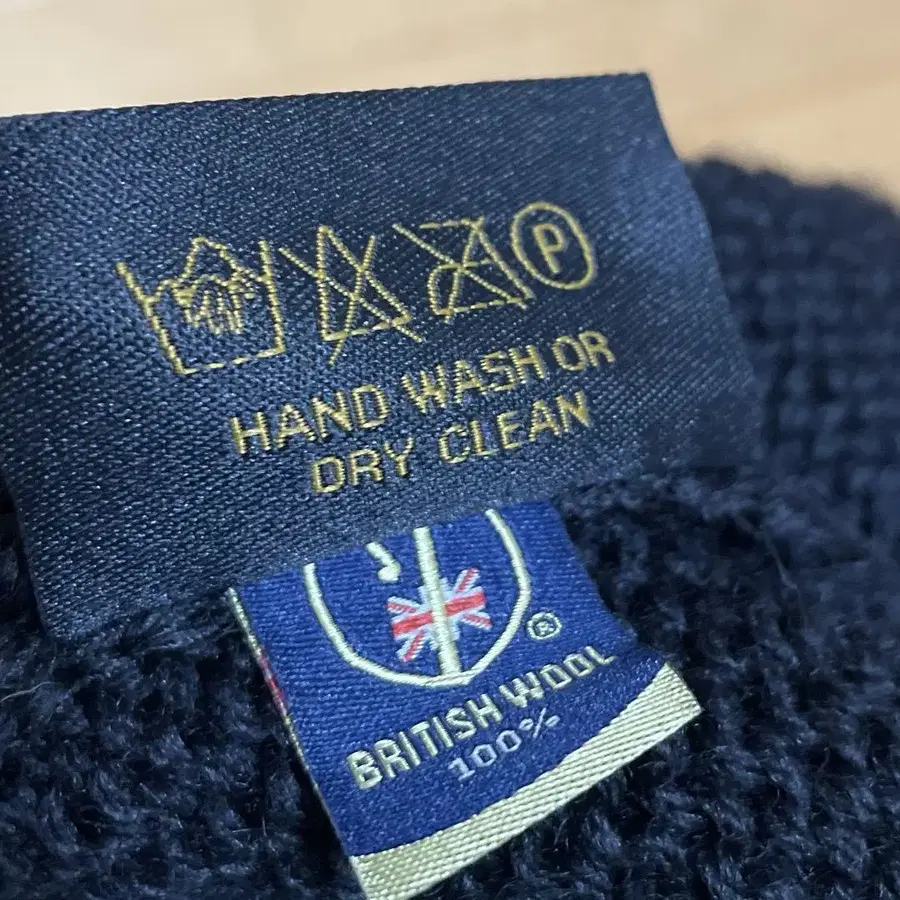 P
HAND WASH OR
DRY CLEAN
®
BRITISH WOOL
100%